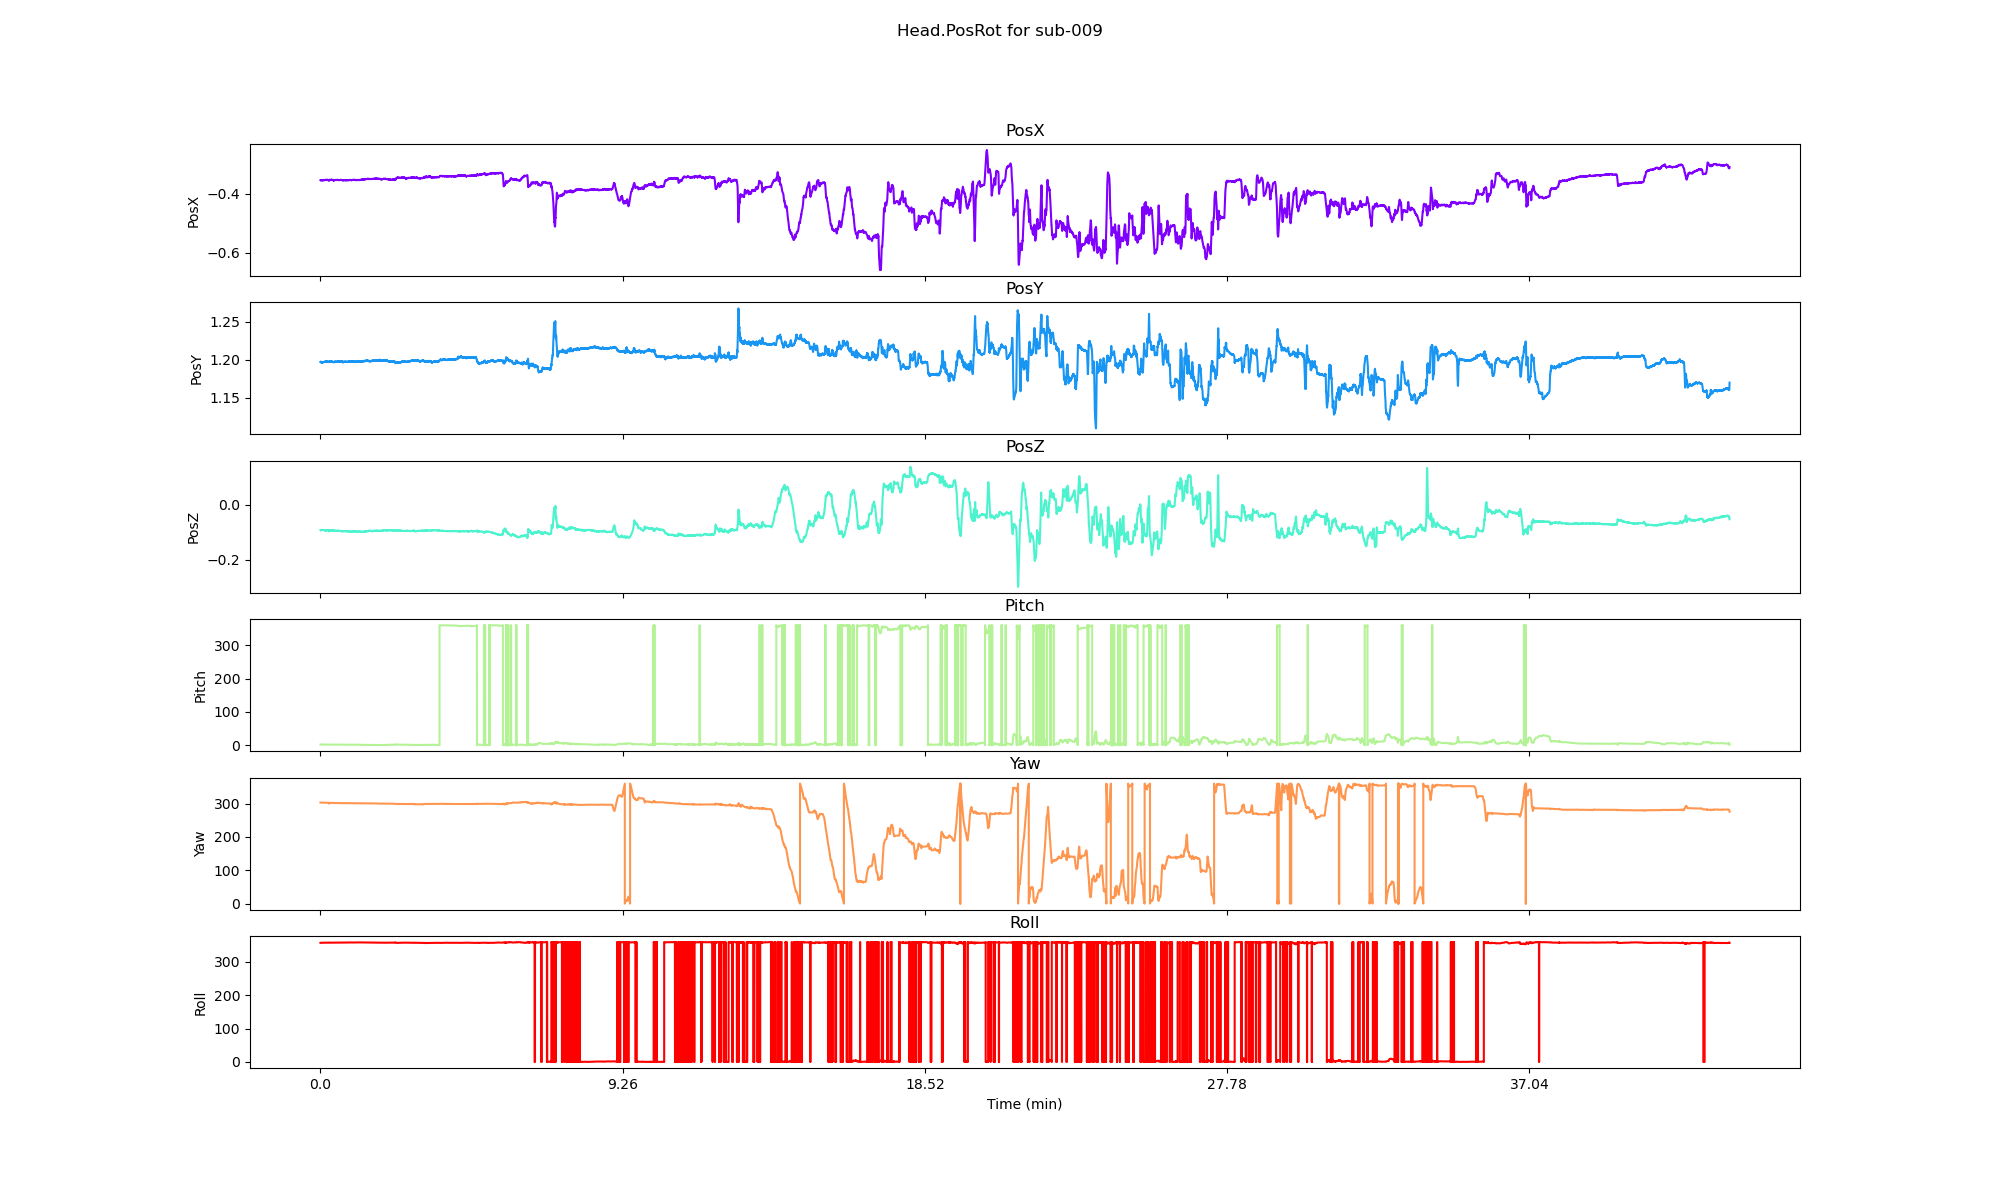 Head.PosRot for sub-009
PosX
PosX
−0.4
−0.6
PosY
PosY
1.25
1.20
1.15
PosZ
PosZ
0.0
−0.2
Pitch
Pitch
300
200
100
0
Yaw
Yaw
300
200
100
0
Roll
Roll
300
200
100
0
0.0 9.26 18.52 27.78 37.04
Time (min)